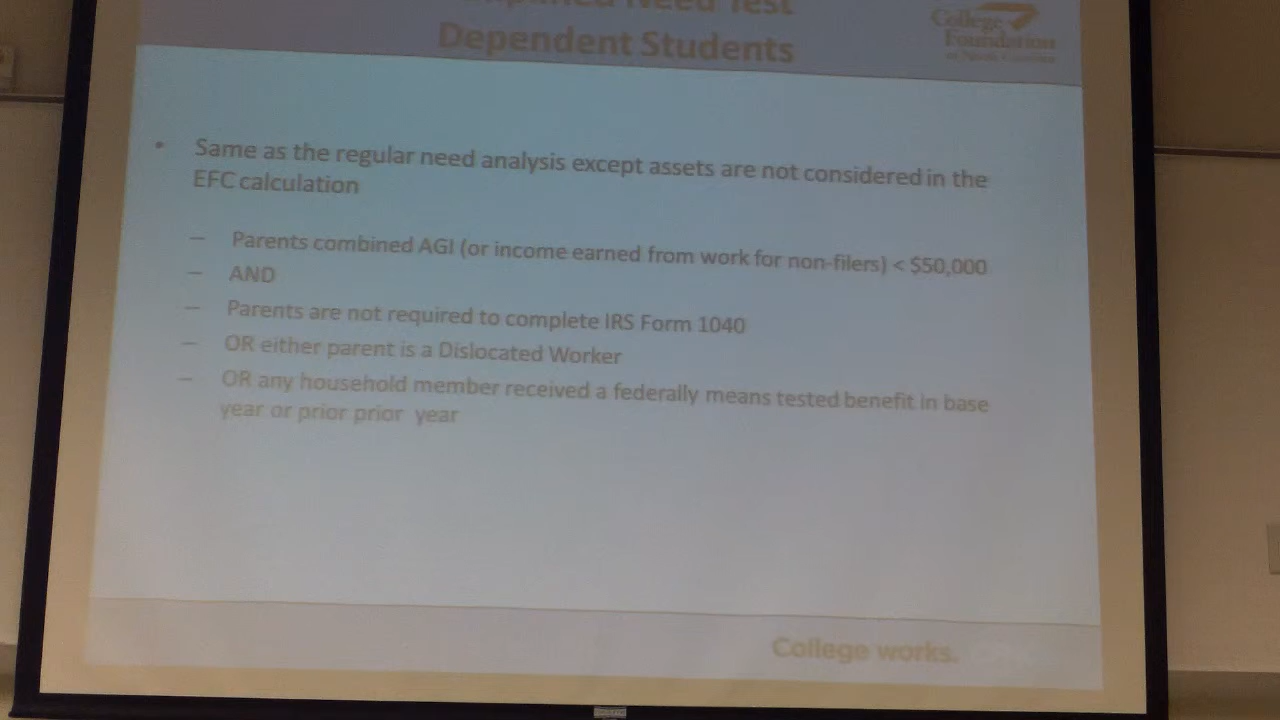 Need Test
Dependent Students
College
Foundation
• Same as the regular need analysis except assets are not considered in the
EFC calculation
– Parents combined AGI (or income earned from work for non-filers) < $50,000
– AND
– Parents are not required to complete IRS Form 1040
– OR either parent is a Dislocated Worker
– OR any household member received a federally means tested benefit in base
year or prior prior year
College works.